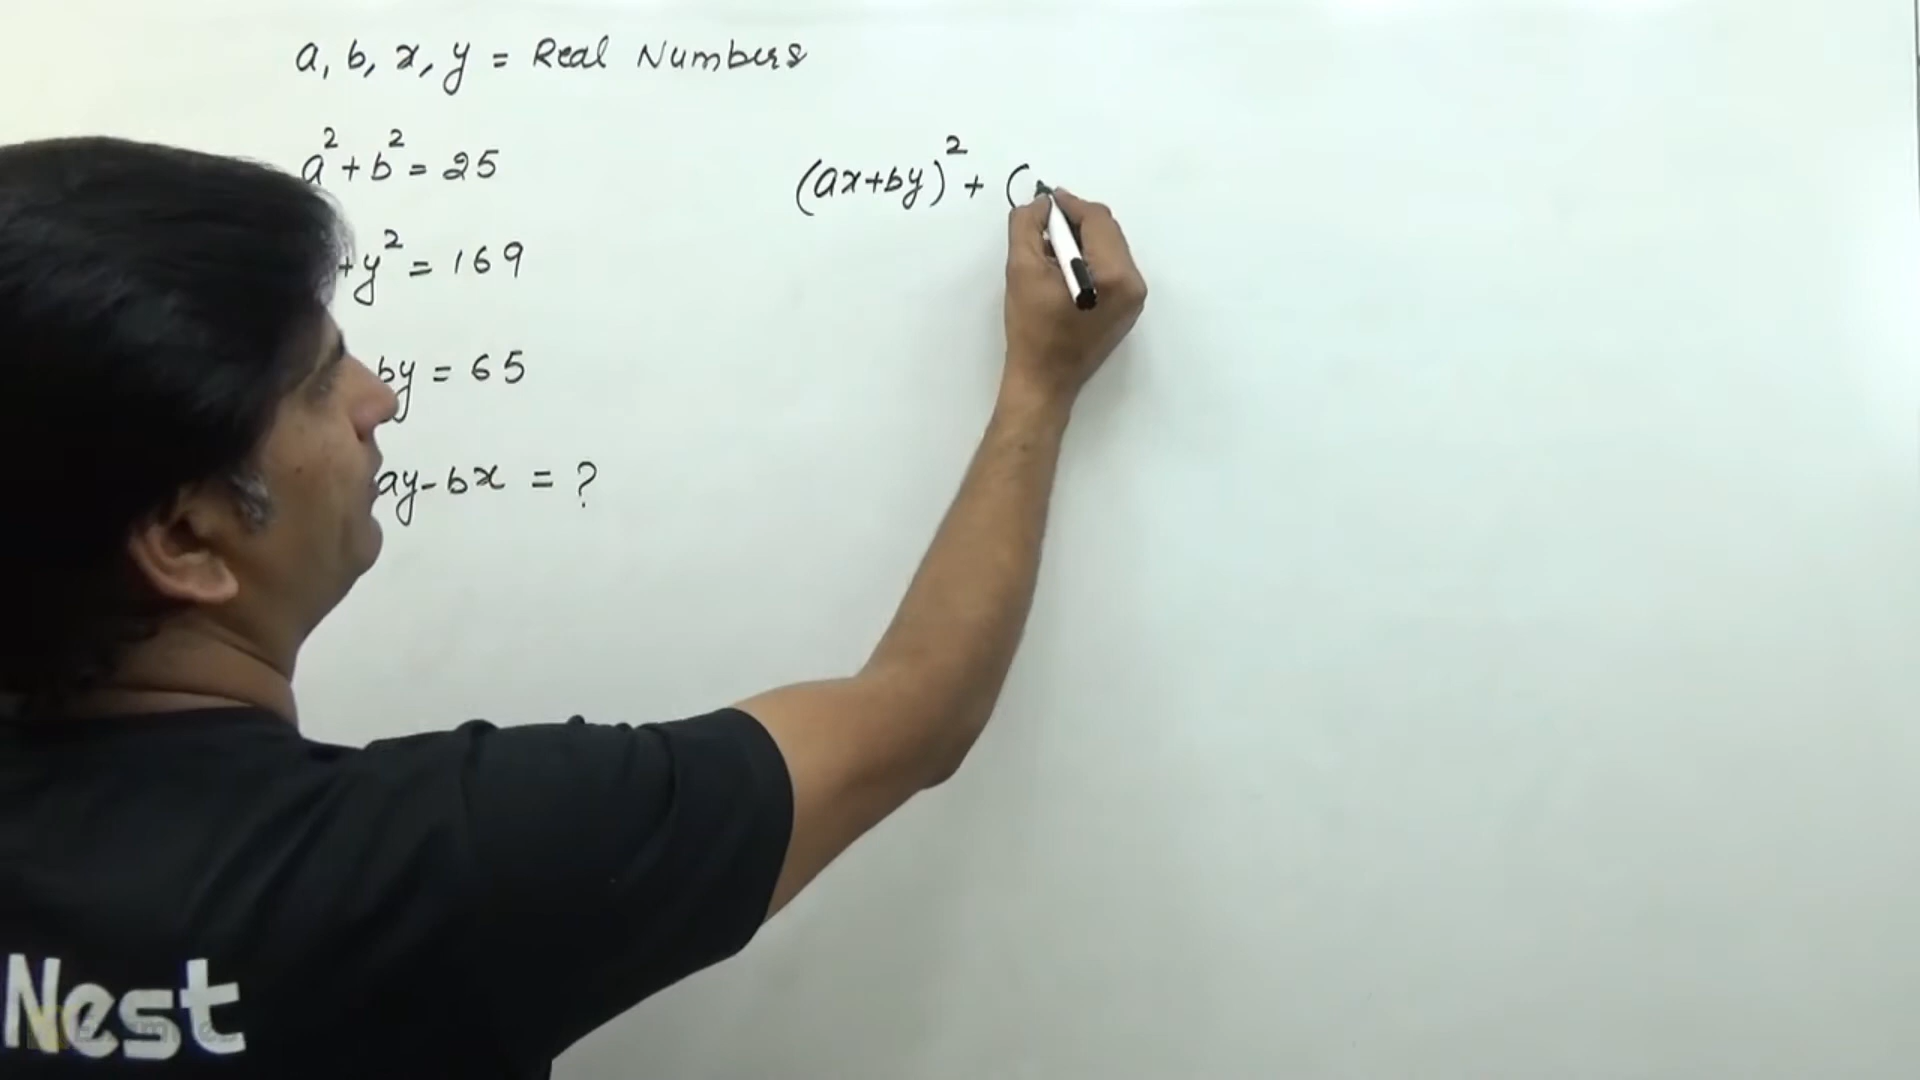 a, b, x, y = Real Numbers
a² + b² = 25
+ y² = 169
by = 65
ay - bx = ?
(ax+by)² + (
Nest